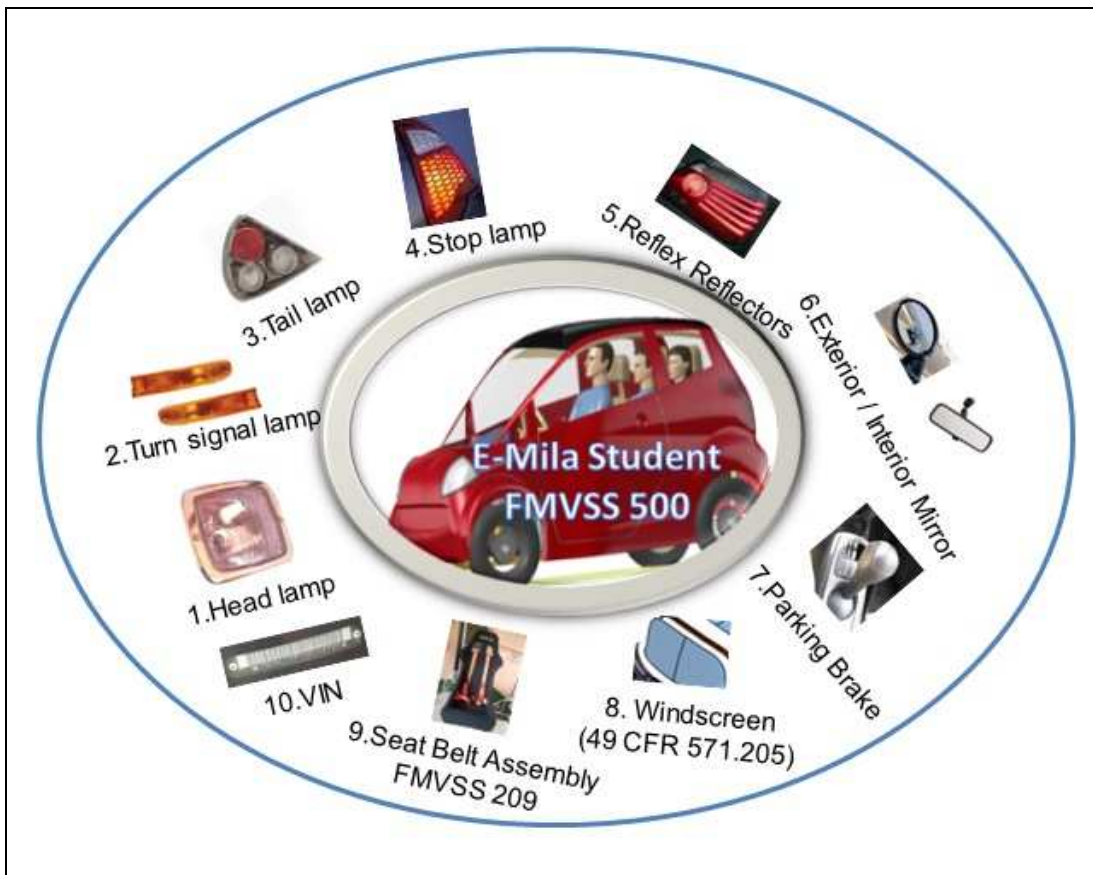 E-Mila Student
FMVSS 500
1.Head lamp
2.Turn signal lamp
3.Tail lamp
4.Stop lamp
5.Reflex Reflectors
6.Exterior / Interior Mirror
7.Parking Brake
8. Windscreen
(49 CFR 571.205)
9.Seat Belt Assembly
FMVSS 209
10.VIN